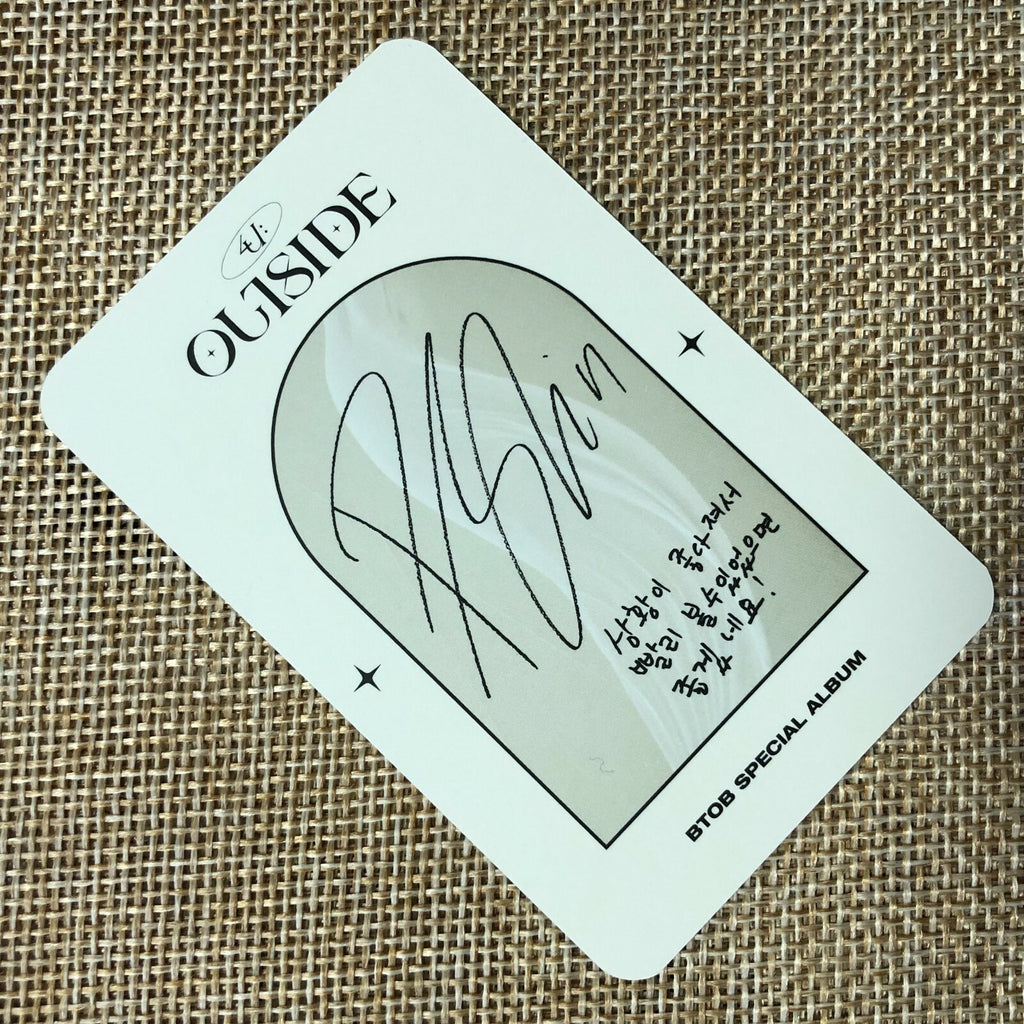 4U:
OUTSIDE
상황이 좋다져서
빨리 볼수있었으면
좋겠네요!
BTOB SPECIAL ALBUM